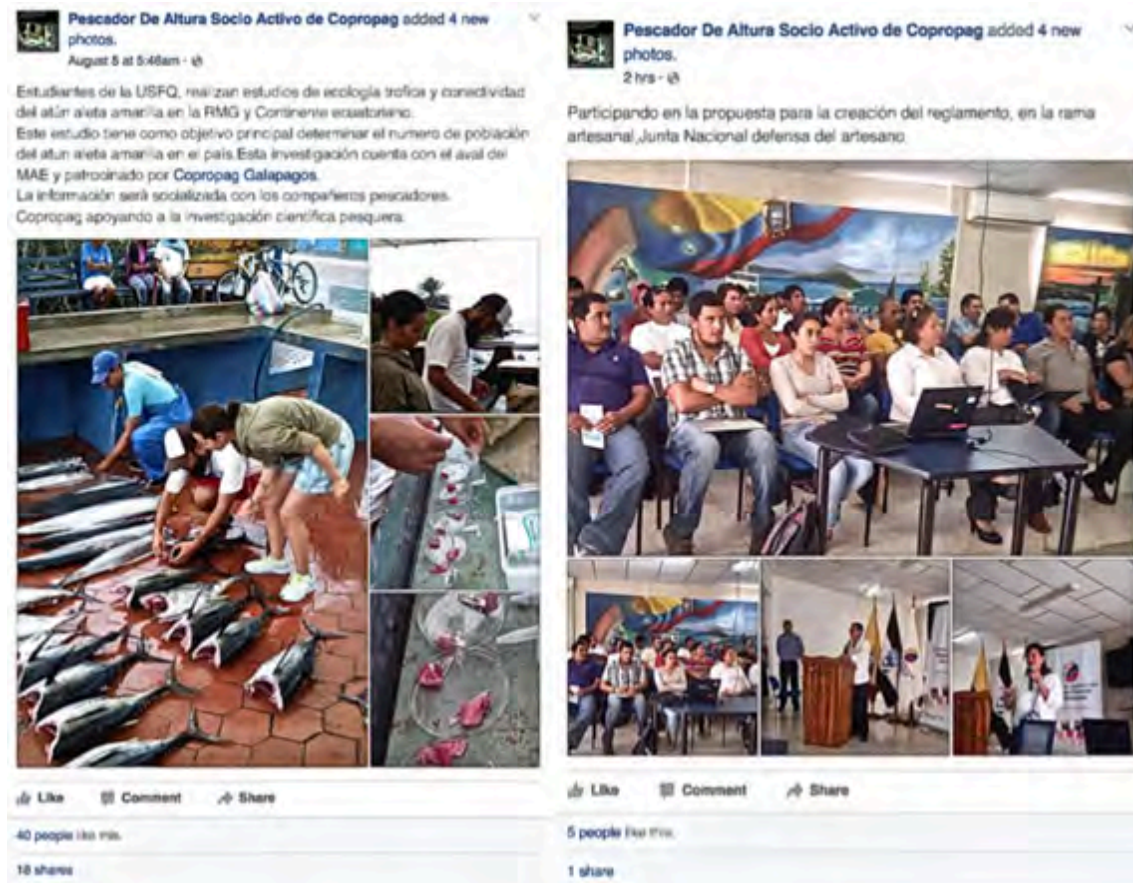 Pescador De Altura Socio Activo de Copropag added 4 new
photos.
August 5 at 5:46am
Estudiantes de la USFQ, realizan estudios de ecología trofica y conectividad
del atún aleta amarilla en la RMG y Continente ecuatoriano.
Este estudio tiene como objetivo principal determinar el numero de población
del atun aleta amarilla en el país.Esta investigación cuenta con el aval del
MAE y patrocinado por Copropag Galapagos.
La información será socializada con los compañeros pescadores.
Copropag apoyando a la investigación científica pesquera.
Like Comment Share
40 people like this.
18 shares
Pescador De Altura Socio Activo de Copropag added 4 new
photos.
2 hrs
Participando en la propuesta para la creación del reglamento, en la rama
artesanal,Junta Nacional defensa del artesano
Like Comment Share
5 people like this.
1 share